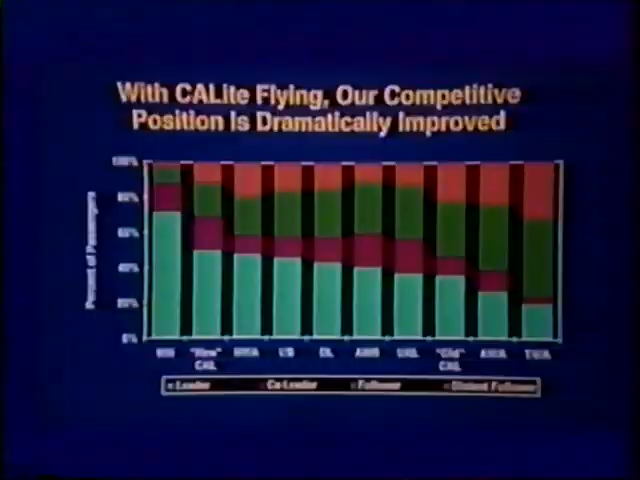 With CALite Flying, Our Competitive
Position Is Dramatically Improved
Percent of Passengers
100%
80%
60%
40%
20%
0%
"New"
CAL
US
DL
UAL
"Old"
CAL
TWA
Leader
Co-Leader
Follower
Distant Follower